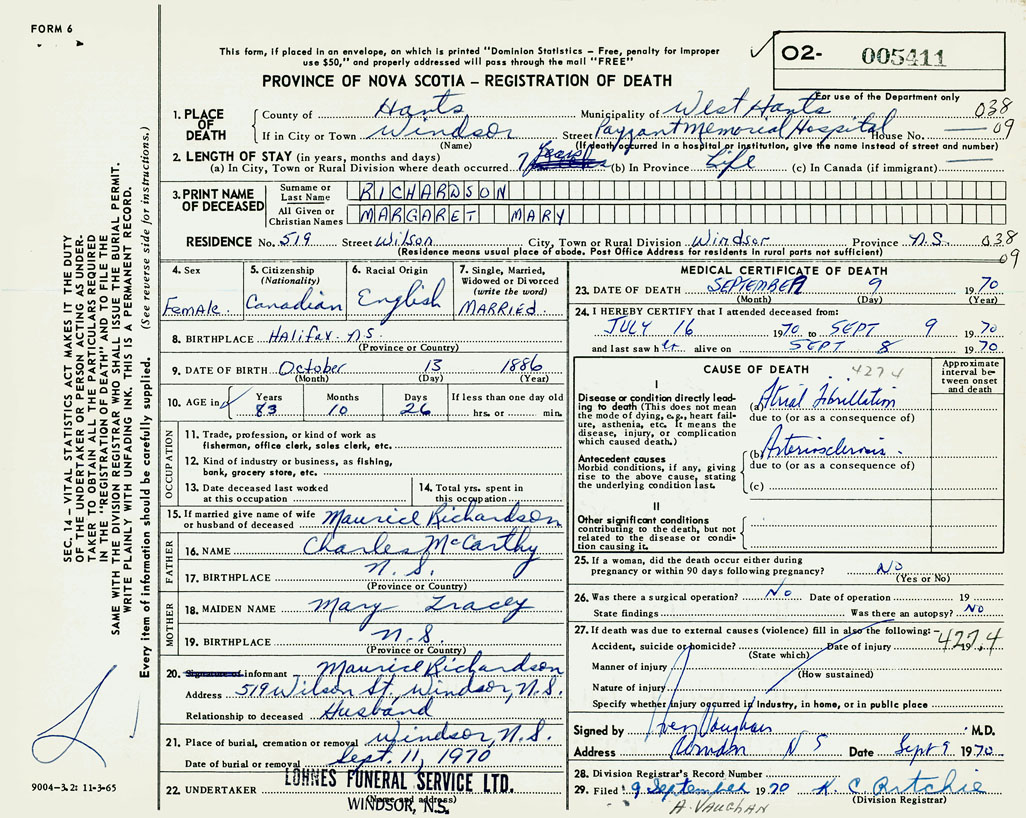 FORM 6
This form, if placed in an envelope, on which is printed "Dominion Statistics – Free, penalty for improper
use $50," and properly addressed will pass through the mail "FREE"
PROVINCE OF NOVA SCOTIA – REGISTRATION OF DEATH
O2- 005411
For use of the Department only
1. PLACE OF DEATH
County of Hants Municipality of West Hants 038
If in City or Town Windsor Street Payzant Memorial Hospital House No. — 09
(Name) (If death occurred in a hospital or institution, give the name instead of street and number)
2. LENGTH OF STAY (in years, months and days)
(a) In City, Town or Rural Division where death occurred 7 years (b) In Province Life (c) In Canada (if immigrant) —
3. PRINT NAME OF DECEASED
Surname or Last Name RICHARDSON
All Given or Christian Names MARGARET MARY
RESIDENCE No. 519 Street Wilson City, Town or Rural Division Windsor Province N.S. 038
(Residence means usual place of abode. Post Office Address for residents in rural parts not sufficient) 09
4. Sex Female
5. Citizenship (Nationality) Canadian
6. Racial Origin English
7. Single, Married, Widowed or Divorced (write the word) MARRIED
8. BIRTHPLACE Halifax N.S.
(Province or Country)
9. DATE OF BIRTH October 13 1886
(Month) (Day) (Year)
10. AGE in Years 83 Months 10 Days 26 If less than one day old hrs. or min.
OCCUPATION
11. Trade, profession, or kind of work as
fisherman, office clerk, sales clerk, etc.
12. Kind of industry or business, as fishing,
bank, grocery store, etc.
13. Date deceased last worked
at this occupation
14. Total yrs. spent in
this occupation
15. If married give name of wife
or husband of deceased Maurice Richardson
FATHER
16. NAME Charles McCarthy
17. BIRTHPLACE N.S.
(Province or Country)
MOTHER
18. MAIDEN NAME Mary Tracey
19. BIRTHPLACE N.S.
(Province or Country)
20. Signature of informant Maurice Richardson
Address 519 Wilson St. Windsor, N.S.
Relationship to deceased Husband
21. Place of burial, cremation or removal Windsor, N.S.
Date of burial or removal Sept. 11, 1970
22. UNDERTAKER LOHNES FUNERAL SERVICE LTD.
(Name and address)
WINDSOR, N.S.
MEDICAL CERTIFICATE OF DEATH
23. DATE OF DEATH SEPTEMBER 9 1970
(Month) (Day) (Year)
24. I HEREBY CERTIFY that I attended deceased from:
JULY 16 1970 to SEPT 9 1970
and last saw her alive on SEPT 8 1970
CAUSE OF DEATH 4274
Approximate interval between onset and death
I
Disease or condition directly leading to death (This does not mean the mode of dying, e.g., heart failure, asthenia, etc. It means the disease, injury, or complication which caused death.)
(a) Atrial Fibrillation
due to (or as a consequence of)
Antecedent causes
Morbid conditions, if any, giving rise to the above cause, stating the underlying condition last.
(b) Arteriosclerosis.
due to (or as a consequence of)
(c)
II
Other significant conditions
contributing to the death, but not
related to the disease or condition causing it.
25. If a woman, did the death occur either during
pregnancy or within 90 days following pregnancy? No
(Yes or No)
26. Was there a surgical operation? No Date of operation 19
State findings Was there an autopsy? NO
27. If death was due to external causes (violence) fill in also the following: 427.4
Accident, suicide or homicide? Date of injury 19
(State which)
Manner of injury (How sustained)
Nature of injury
Specify whether injury occurred in Industry, in home, or in public place
Signed by Vaughan M.D.
Address N S Date Sept 9 1970
28. Division Registrar's Record Number
29. Filed 9 September 1970 K. C. Ritchie
(Division Registrar)
A. VAUGHAN
SEC. 14 – VITAL STATISTICS ACT MAKES IT THE DUTY
OF THE UNDERTAKER OR PERSON ACTING AS UNDER-
TAKER TO OBTAIN ALL THE PARTICULARS REQUIRED
IN THE "REGISTRATION OF DEATH" AND TO FILE THE
SAME WITH THE DIVISION REGISTRAR WHO SHALL ISSUE THE BURIAL PERMIT.
WRITE PLAINLY WITH UNFADING INK. THIS IS A PERMANENT RECORD.
Every item of information should be carefully supplied. (See reverse side for instructions.)
9004–3.2: 11-3-65